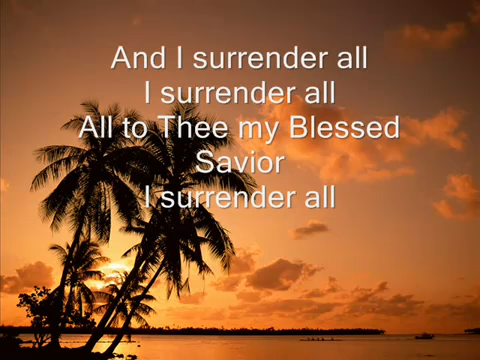 And I surrender all
I surrender all
All to Thee my Blessed
Savior
I surrender all